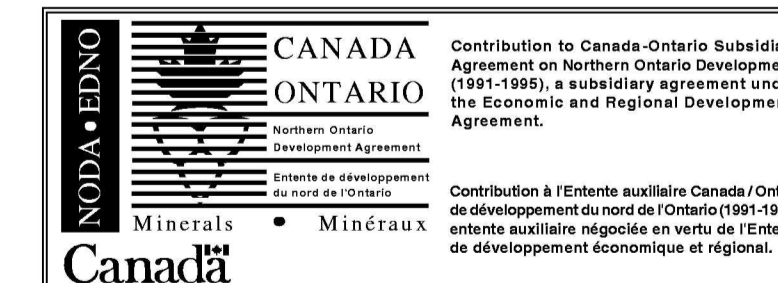 NODA • EDNO
CANADA
ONTARIO
Northern Ontario
Development Agreement
Entente de développement
du nord de l'Ontario
Minerals • Minéraux
Canada
Contribution to Canada-Ontario
Agreement on Northern Ontario
(1991-1995), a subsidiary agreement
the Economic and Regional
Agreement.
Contribution à l'Entente auxiliaire Canada / 
de développement du nord de l'Ontario
entente auxiliaire négociée en vertu de
de développement économique et régional.